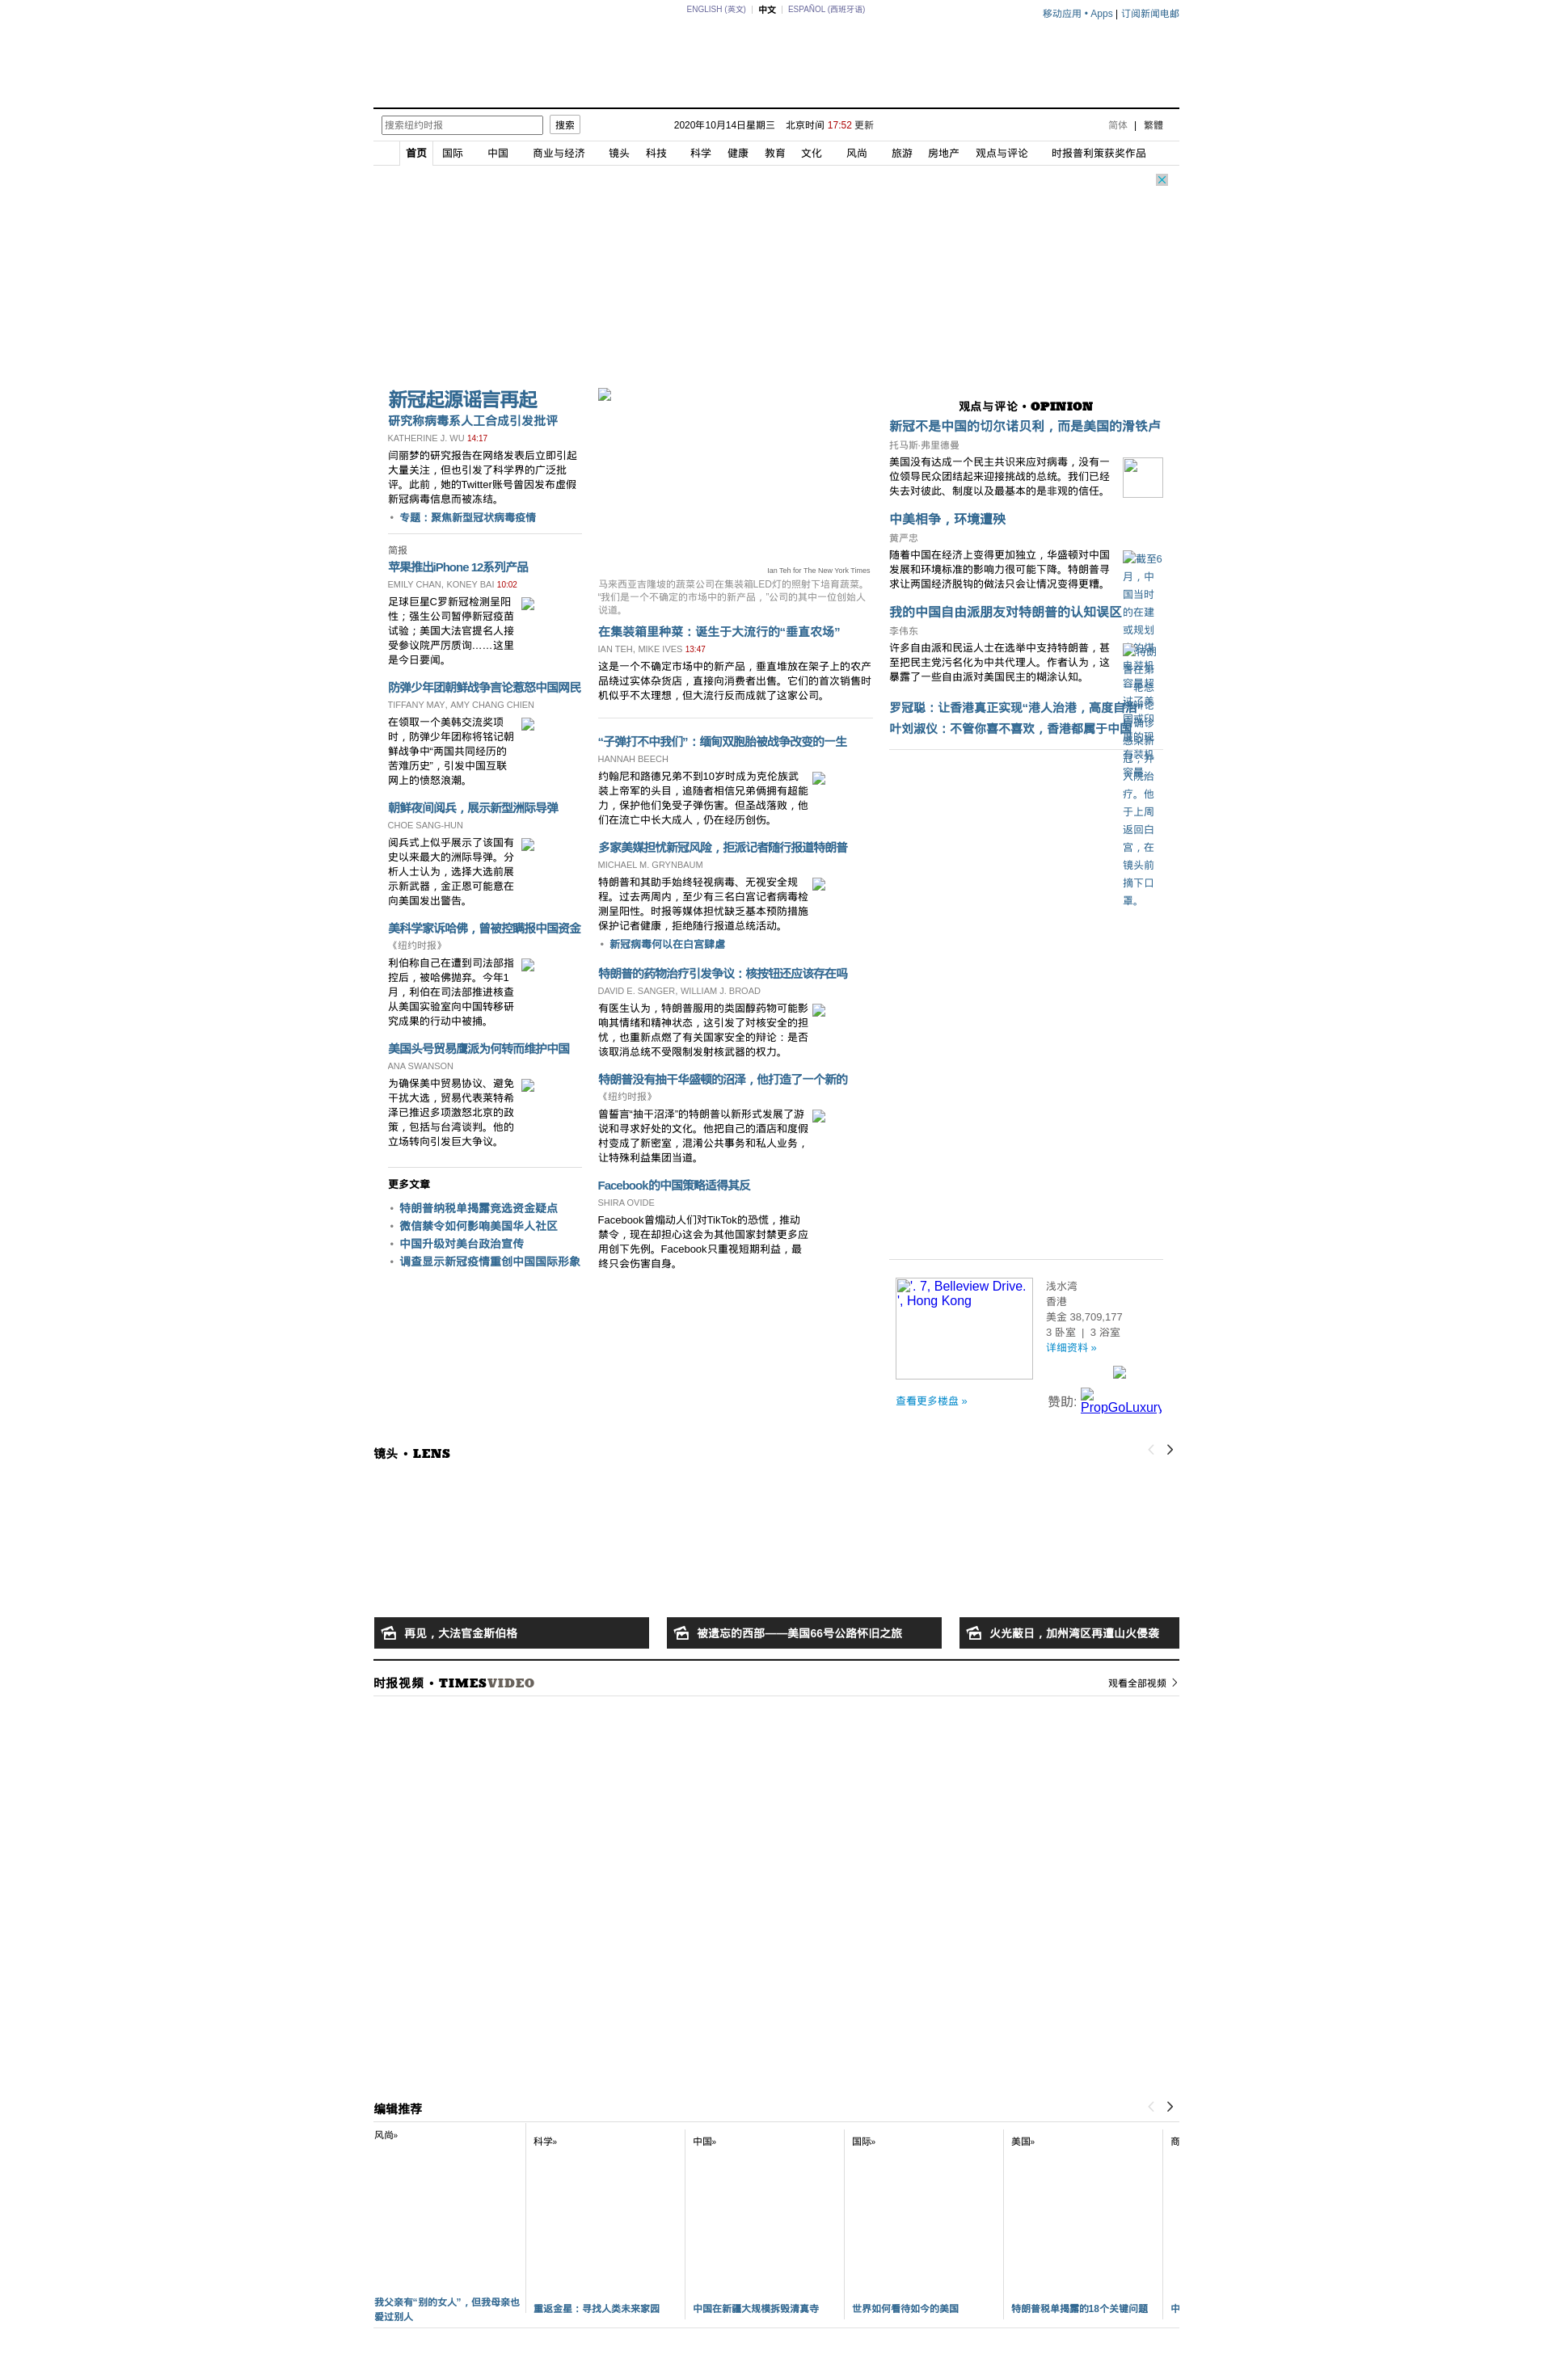 ENGLISH (英文) | 中文 | ESPAÑOL (西班牙语)
移动应用 • Apps | 订阅新闻电邮
搜索纽约时报 搜索
2020年10月14日星期三 北京时间 17:52 更新
简体 | 繁體
首页 国际 中国 商业与经济 镜头 科技 科学 健康 教育 文化 风尚 旅游 房地产 观点与评论 时报普利策获奖作品
新冠起源谣言再起
研究称病毒系人工合成引发批评
KATHERINE J. WU 14:17
闫丽梦的研究报告在网络发表后立即引起
大量关注，但也引发了科学界的广泛批
评。此前，她的Twitter账号曾因发布虚假
新冠病毒信息而被冻结。
• 专题：聚焦新型冠状病毒疫情
简报
苹果推出iPhone 12系列产品
EMILY CHAN, KONEY BAI 10:02
足球巨星C罗新冠检测呈阳
性；强生公司暂停新冠疫苗
试验；美国大法官提名人接
受参议院严厉质询……这里
是今日要闻。
防弹少年团朝鲜战争言论惹怒中国网民
TIFFANY MAY, AMY CHANG CHIEN
在领取一个美韩交流奖项
时，防弹少年团称将铭记朝
鲜战争中“两国共同经历的
苦难历史”，引发中国互联
网上的愤怒浪潮。
朝鲜夜间阅兵，展示新型洲际导弹
CHOE SANG-HUN
阅兵式上似乎展示了该国有
史以来最大的洲际导弹。分
析人士认为，选择大选前展
示新武器，金正恩可能意在
向美国发出警告。
美科学家诉哈佛，曾被控瞒报中国资金
《纽约时报》
利伯称自己在遭到司法部指
控后，被哈佛抛弃。今年1
月，利伯在司法部推进核查
从美国实验室向中国转移研
究成果的行动中被捕。
美国头号贸易鹰派为何转而维护中国
ANA SWANSON
为确保美中贸易协议、避免
干扰大选，贸易代表莱特希
泽已推迟多项激怒北京的政
策，包括与台湾谈判。他的
立场转向引发巨大争议。
更多文章
• 特朗普纳税单揭露竞选资金疑点
• 微信禁令如何影响美国华人社区
• 中国升级对美台政治宣传
• 调查显示新冠疫情重创中国国际形象
Ian Teh for The New York Times
马来西亚吉隆坡的蔬菜公司在集装箱LED灯的照射下培育蔬菜。
“我们是一个不确定的市场中的新产品，”公司的其中一位创始人
说道。
在集装箱里种菜：诞生于大流行的“垂直农场”
IAN TEH, MIKE IVES 13:47
这是一个不确定市场中的新产品，垂直堆放在架子上的农产
品绕过实体杂货店，直接向消费者出售。它们的首次销售时
机似乎不太理想，但大流行反而成就了这家公司。
“子弹打不中我们”：缅甸双胞胎被战争改变的一生
HANNAH BEECH
约翰尼和路德兄弟不到10岁时成为克伦族武
装上帝军的头目，追随者相信兄弟俩拥有超能
力，保护他们免受子弹伤害。但圣战落败，他
们在流亡中长大成人，仍在经历创伤。
多家美媒担忧新冠风险，拒派记者随行报道特朗普
MICHAEL M. GRYNBAUM
特朗普和其助手始终轻视病毒、无视安全规
程。过去两周内，至少有三名白宫记者病毒检
测呈阳性。时报等媒体担忧缺乏基本预防措施
保护记者健康，拒绝随行报道总统活动。
• 新冠病毒何以在白宫肆虐
特朗普的药物治疗引发争议：核按钮还应该存在吗
DAVID E. SANGER, WILLIAM J. BROAD
有医生认为，特朗普服用的类固醇药物可能影
响其情绪和精神状态，这引发了对核安全的担
忧，也重新点燃了有关国家安全的辩论：是否
该取消总统不受限制发射核武器的权力。
特朗普没有抽干华盛顿的沼泽，他打造了一个新的
《纽约时报》
曾誓言“抽干沼泽”的特朗普以新形式发展了游
说和寻求好处的文化。他把自己的酒店和度假
村变成了新密室，混淆公共事务和私人业务，
让特殊利益集团当道。
Facebook的中国策略适得其反
SHIRA OVIDE
Facebook曾煽动人们对TikTok的恐慌，推动
禁令，现在却担心这会为其他国家封禁更多应
用创下先例。Facebook只重视短期利益，最
终只会伤害自身。
观点与评论 • OPINION
新冠不是中国的切尔诺贝利，而是美国的滑铁卢
托马斯·弗里德曼
美国没有达成一个民主共识来应对病毒，没有一
位领导民众团结起来迎接挑战的总统。我们已经
失去对彼此、制度以及最基本的是非观的信任。
中美相争，环境遭殃
黄严忠
随着中国在经济上变得更加独立，华盛顿对中国
发展和环境标准的影响力很可能下降。特朗普寻
求让两国经济脱钩的做法只会让情况变得更糟。
截至6
月，中
国当时
的在建
或规划
我的中国自由派朋友对特朗普的认知误区
李伟东
许多自由派和民运人士在选举中支持特朗普，甚
至把民主党污名化为中共代理人。作者认为，这
暴露了一些自由派对美国民主的糊涂认知。
罗冠聪：让香港真正实现“港人治港，高度自治”
叶刘淑仪：不管你喜不喜欢，香港都属于中国
疗。他
于上周
返回白
宫，在
镜头前
摘下口
罩。
'. 7, Belleview Drive.
', Hong Kong
浅水湾
香港
美金 38,709,177
3 卧室 | 3 浴室
详细资料 »
查看更多楼盘 »
赞助: PropGoLuxury
镜头 • LENS
再见，大法官金斯伯格
被遗忘的西部——美国66号公路怀旧之旅
火光蔽日，加州湾区再遭山火侵袭
时报视频 • TIMESVIDEO
观看全部视频
编辑推荐
风尚»
科学»
中国»
国际»
美国»
商
我父亲有“别的女人”，但我母亲也
爱过别人
重返金星：寻找人类未来家园
中国在新疆大规模拆毁清真寺
世界如何看待如今的美国
特朗普税单揭露的18个关键问题
中